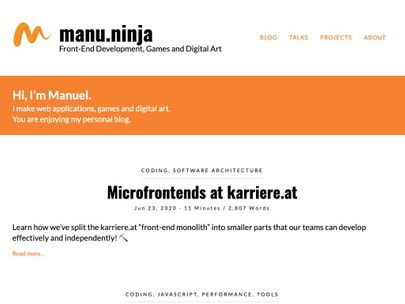 manu.ninja
Front-End Development, Games and Digital Art
BLOG TALKS PROJECTS ABOUT
Hi, I'm Manuel.
I make web applications, games and digital art.
You are enjoying my personal blog.
CODING, SOFTWARE ARCHITECTURE
Microfrontends at karriere.at
Jun 23, 2020 - 11 Minutes / 2,807 Words
Learn how we've split the karriere.at "front-end monolith" into smaller parts that our teams can develop
effectively and independently! 🔨
Read more...
CODING, JAVASCRIPT, PERFORMANCE, TOOLS